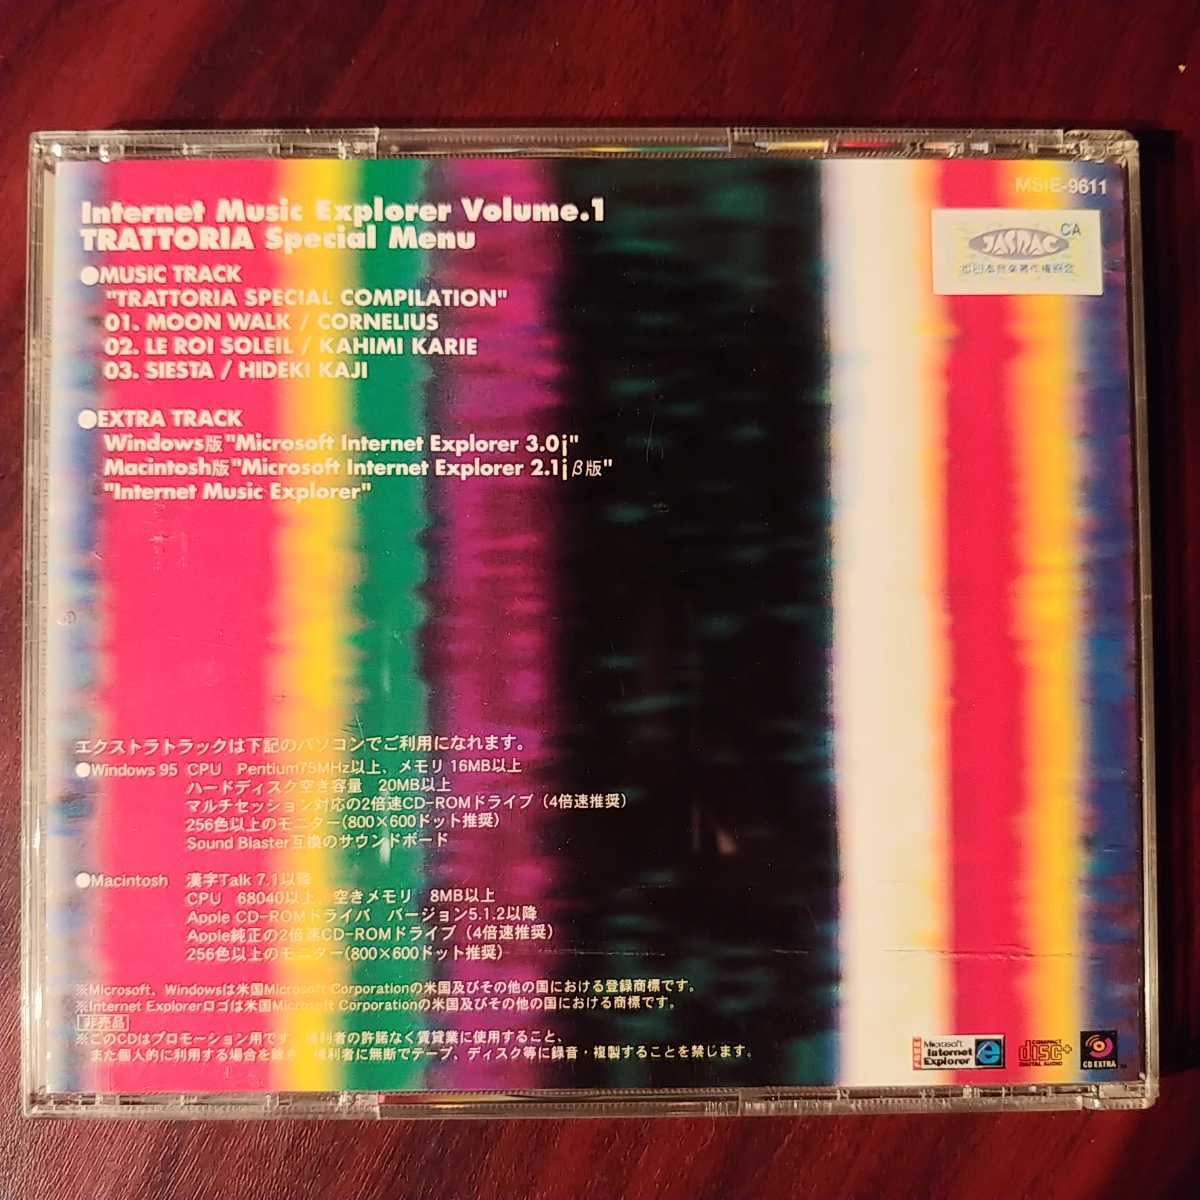 MSIE-9611
Internet Music Explorer Volume.1
TRATTORIA Special Menu
JASRAC
CA
日本音楽著作権協会
●MUSIC TRACK
"TRATTORIA SPECIAL COMPILATION"
01. MOON WALK / CORNELIUS
02. LE ROI SOLEIL / KAHIMI KARIE
03. SIESTA / HIDEKI KAJI
●EXTRA TRACK
Windows版"Microsoft Internet Explorer 3.0i"
Macintosh版"Microsoft Internet Explorer 2.1i β版"
"Internet Music Explorer"
エクストラトラックは下記のパソコンでご利用になれます。
●Windows 95 CPU Pentium75MHz以上、メモリ 16MB以上
ハードディスク空き容量 20MB以上
マルチセッション対応の2倍速CD-ROMドライブ（4倍速推奨）
256色以上のモニター(800×600ドット推奨)
Sound Blaster互換のサウンドボード
●Macintosh 漢字Talk 7.1以降
CPU 68040以上、空きメモリ 8MB以上
Apple CD-ROMドライバ バージョン5.1.2以降
Apple純正の2倍速CD-ROMドライブ（4倍速推奨）
256色以上のモニター(800×600ドット推奨)
※Microsoft、Windowsは米国Microsoft Corporationの米国及びその他の国における登録商標です。
※Internet Explorerロゴは米国Microsoft Corporationの米国及びその他の国における商標です。
非売品
※このCDはプロモーション用です。権利者の許諾なく賃貸業に使用すること、
また個人的に利用する場合を除き、権利者に無断でテープ、ディスク等に録音・複製することを禁じます。
FREE
Microsoft
Internet
Explorer
COMPACT
disc+
DIGITAL AUDIO
CD EXTRA